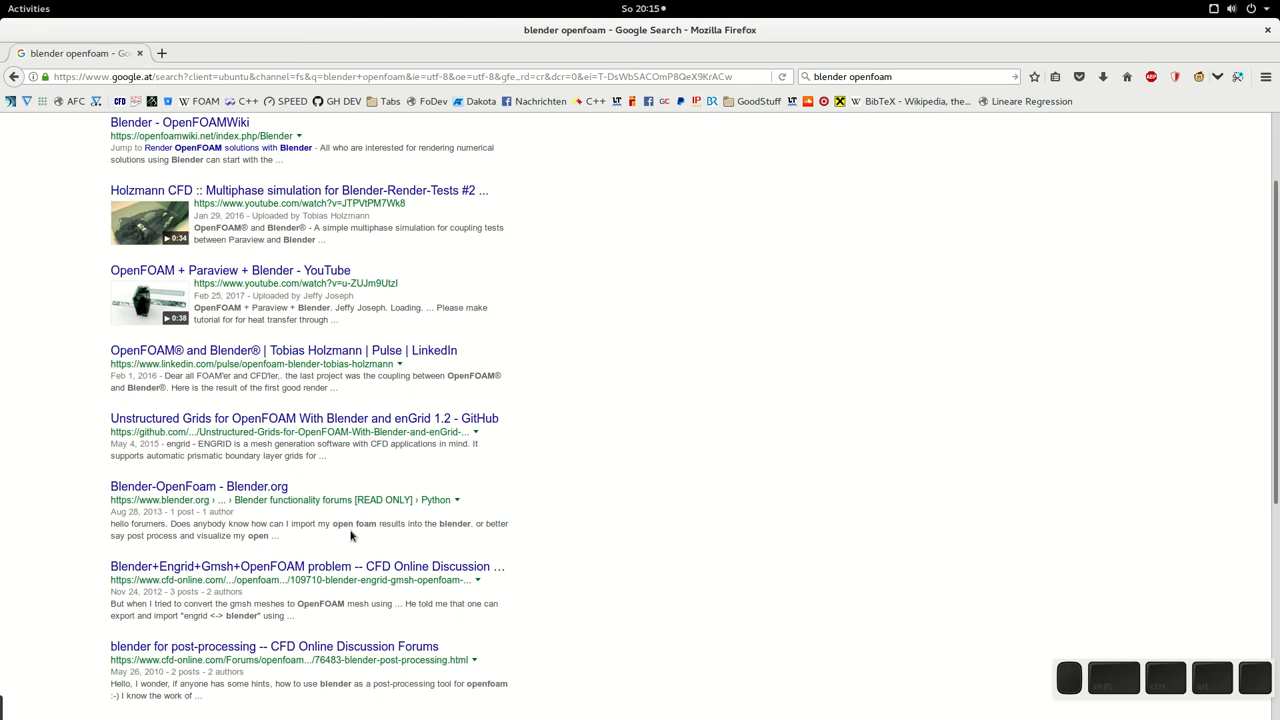 Activities
So 20:15
blender openfoam - Google Search - Mozilla Firefox
blender openfoam - Go
https://www.google.at/search?client=ubuntu&channel=fs&q=blender+openfoam&ie=utf-8&oe=utf-8&gfe_rd=cr&dcr=0&ei=T-DsWbSACOmP8QeX9KrACw
blender openfoam
AFC CFD FOAM C++ SPEED GH DEV Tabs FoDev Dakota Nachrichten C++ GC IP BR GoodStuff BibTeX - Wikipedia, the... Lineare Regression
Blender - OpenFOAMWiki
https://openfoamwiki.net/index.php/Blender
Jump to Render OpenFOAM solutions with Blender - All who are interested for rendering numerical
solutions using Blender can start with the ...
Holzmann CFD :: Multiphase simulation for Blender-Render-Tests #2 ...
https://www.youtube.com/watch?v=JTPVtPM7Wk8
Jan 29, 2016 - Uploaded by Tobias Holzmann
OpenFOAM® and Blender® - A simple multiphase simulation for coupling tests
between Paraview and Blender ...
0:34
OpenFOAM + Paraview + Blender - YouTube
https://www.youtube.com/watch?v=u-ZUJm9UtzI
Feb 25, 2017 - Uploaded by Jeffy Joseph
OpenFOAM + Paraview + Blender. Jeffy Joseph. Loading. ... Please make
tutorial for for heat transfer through ...
0:38
OpenFOAM® and Blender® | Tobias Holzmann | Pulse | LinkedIn
https://www.linkedin.com/pulse/openfoam-blender-tobias-holzmann
Feb 1, 2016 - Dear all FOAM'er and CFD'ler,. the last project was the coupling between OpenFOAM®
and Blender®. Here is the result of the first good render ...
Unstructured Grids for OpenFOAM With Blender and enGrid 1.2 - GitHub
https://github.com/.../Unstructured-Grids-for-OpenFOAM-With-Blender-and-enGrid-...
May 4, 2015 - engrid - ENGRID is a mesh generation software with CFD applications in mind. It
supports automatic prismatic boundary layer grids for ...
Blender-OpenFoam - Blender.org
https://www.blender.org › ... › Blender functionality forums [READ ONLY] › Python
Aug 28, 2013 - 1 post - 1 author
hello forumers. Does anybody know how can I import my open foam results into the blender. or better
say post process and visualize my open ...
Blender+Engrid+Gmsh+OpenFOAM problem -- CFD Online Discussion ...
https://www.cfd-online.com/.../openfoam.../109710-blender-engrid-gmsh-openfoam-...
Nov 24, 2012 - 3 posts - 2 authors
But when I tried to convert the gmsh meshes to OpenFOAM mesh using ... He told me that one can
export and import "engrid <-> blender" using ...
blender for post-processing -- CFD Online Discussion Forums
https://www.cfd-online.com/Forums/openfoam.../76483-blender-post-processing.html
May 26, 2010 - 2 posts - 2 authors
Hello, I wonder, if anyone has some hints, how to use blender as a post-processing tool for openfoam
:-) I know the work of ...
shift ctrl alt